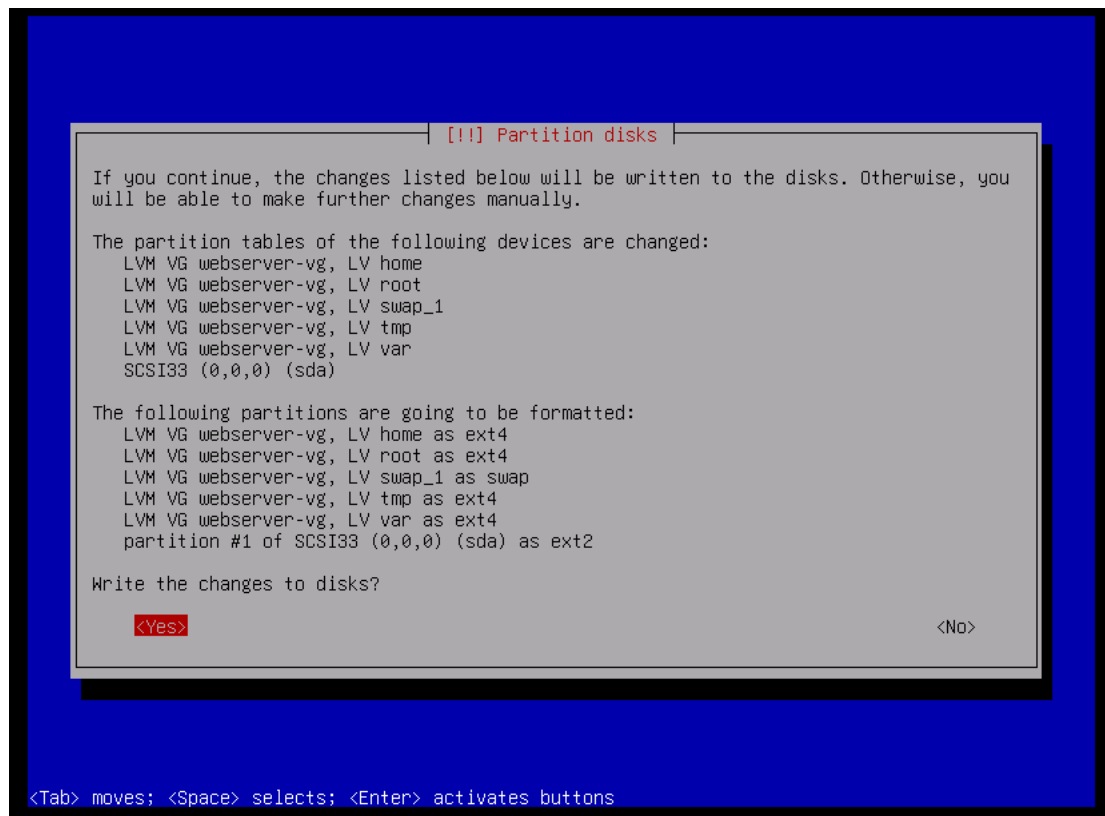 [!!] Partition disks
If you continue, the changes listed below will be written to the disks. Otherwise, you
will be able to make further changes manually.
The partition tables of the following devices are changed:
LVM VG webserver-vg, LV home
LVM VG webserver-vg, LV root
LVM VG webserver-vg, LV swap_1
LVM VG webserver-vg, LV tmp
LVM VG webserver-vg, LV var
SCSI33 (0,0,0) (sda)
The following partitions are going to be formatted:
LVM VG webserver-vg, LV home as ext4
LVM VG webserver-vg, LV root as ext4
LVM VG webserver-vg, LV swap_1 as swap
LVM VG webserver-vg, LV tmp as ext4
LVM VG webserver-vg, LV var as ext4
partition #1 of SCSI33 (0,0,0) (sda) as ext2
Write the changes to disks?
<Yes> <No>
<Tab> moves; <Space> selects; <Enter> activates buttons